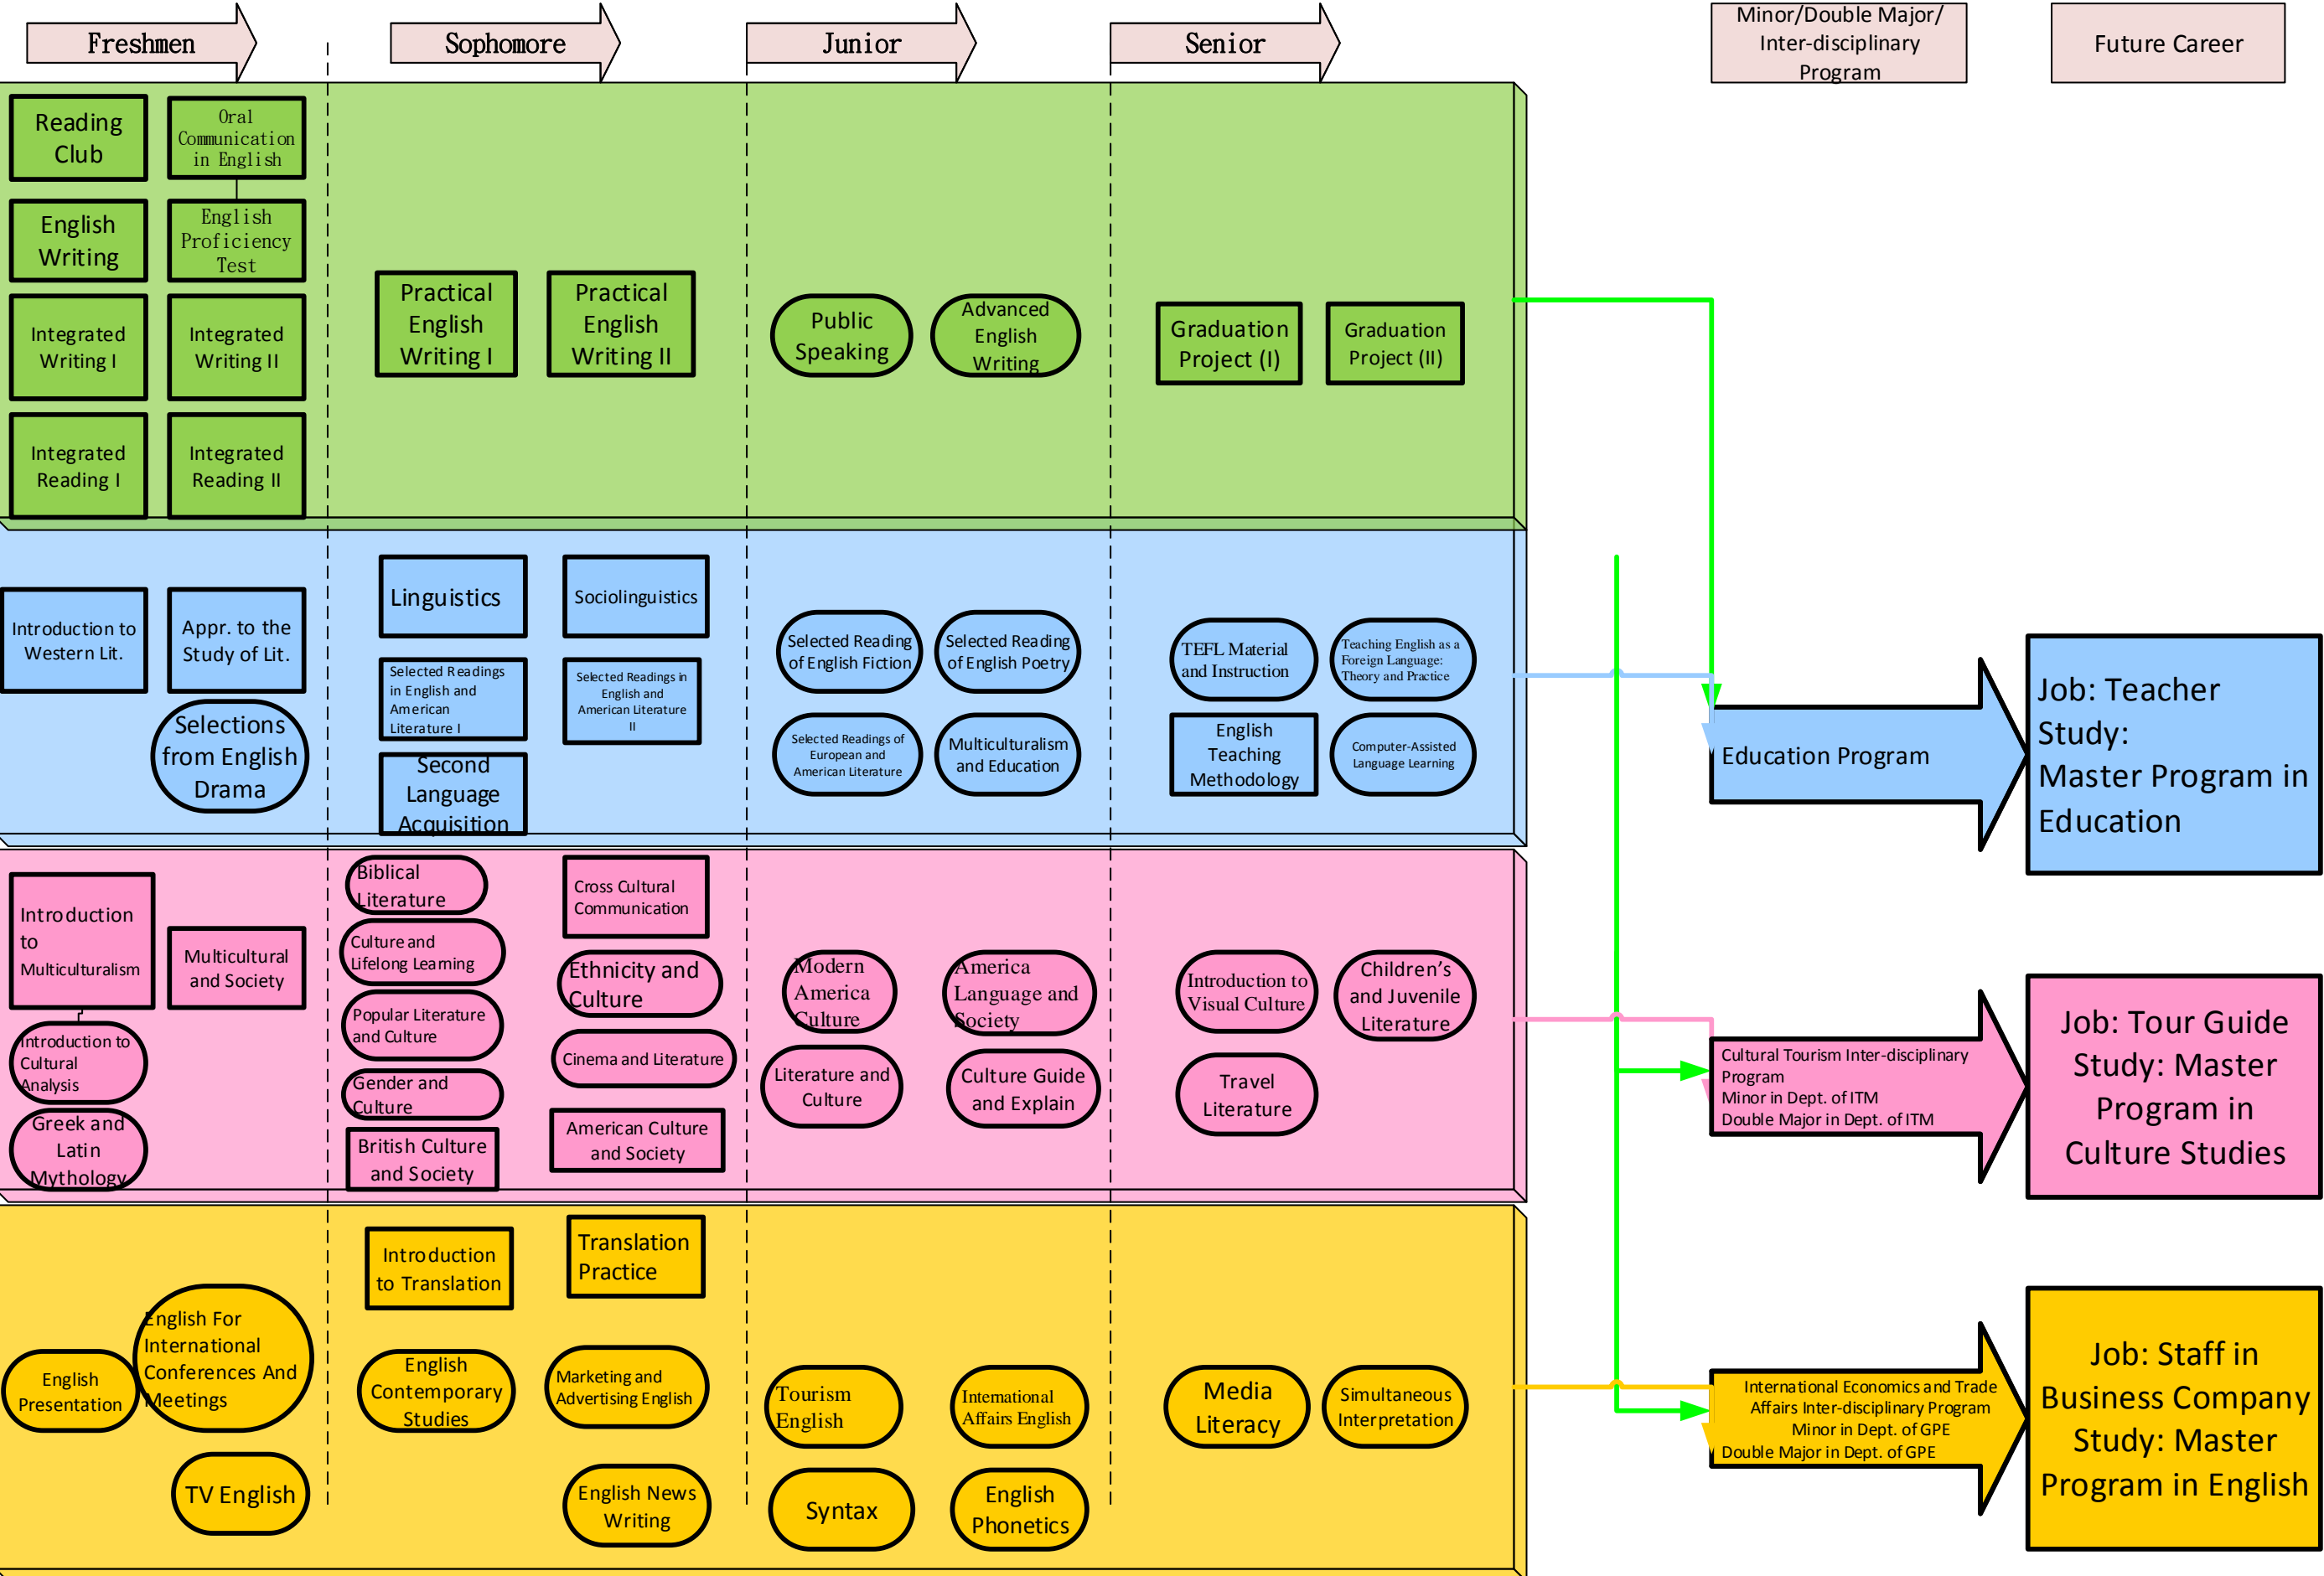 Freshmen
Sophomore
Junior
Senior
Minor/Double Major/
Inter-disciplinary
Program
Future Career
Reading
Club
Oral
Communication
in English
English
Writing
English
Proficiency
Test
Integrated
Writing I
Integrated
Writing II
Integrated
Reading I
Integrated
Reading II
Practical
English
Writing I
Practical
English
Writing II
Public
Speaking
Advanced
English
Writing
Graduation
Project (I)
Graduation
Project (II)
Introduction to
Western Lit.
Appr. to the
Study of Lit.
Selections
from English
Drama
Linguistics
Sociolinguistics
Selected Readings
in English and
American
Literature I
Selected Readings in
English and
American Literature
II
Second
Language
Acquisition
Selected Reading
of English Fiction
Selected Reading
of English Poetry
Selected Readings of
European and
American Literature
Multiculturalism
and Education
TEFL Material
and Instruction
Teaching English as a
Foreign Language:
Theory and Practice
English
Teaching
Methodology
Computer-Assisted
Language Learning
Education Program
Job: Teacher
Study:
Master Program in
Education
Introduction
to
Multiculturalism
Multicultural
and Society
Introduction to
Cultural
Analysis
Greek and
Latin
Mythology
Biblical
Literature
Cross Cultural
Communication
Culture and
Lifelong Learning
Ethnicity and
Culture
Popular Literature
and Culture
Cinema and Literature
Gender and
Culture
British Culture
and Society
American Culture
and Society
Modern
America
Culture
America
Language and
Society
Literature and
Culture
Culture Guide
and Explain
Introduction to
Visual Culture
Children's
and Juvenile
Literature
Travel
Literature
Cultural Tourism Inter-disciplinary
Program
Minor in Dept. of ITM
Double Major in Dept. of ITM
Job: Tour Guide
Study: Master
Program in
Culture Studies
English
Presentation
English For
International
Conferences And
Meetings
TV English
Introduction
to Translation
Translation
Practice
English
Contemporary
Studies
Marketing and
Advertising English
English News
Writing
Tourism
English
International
Affairs English
Syntax
English
Phonetics
Media
Literacy
Simultaneous
Interpretation
International Economics and Trade
Affairs Inter-disciplinary Program
Minor in Dept. of GPE
Double Major in Dept. of GPE
Job: Staff in
Business Company
Study: Master
Program in English